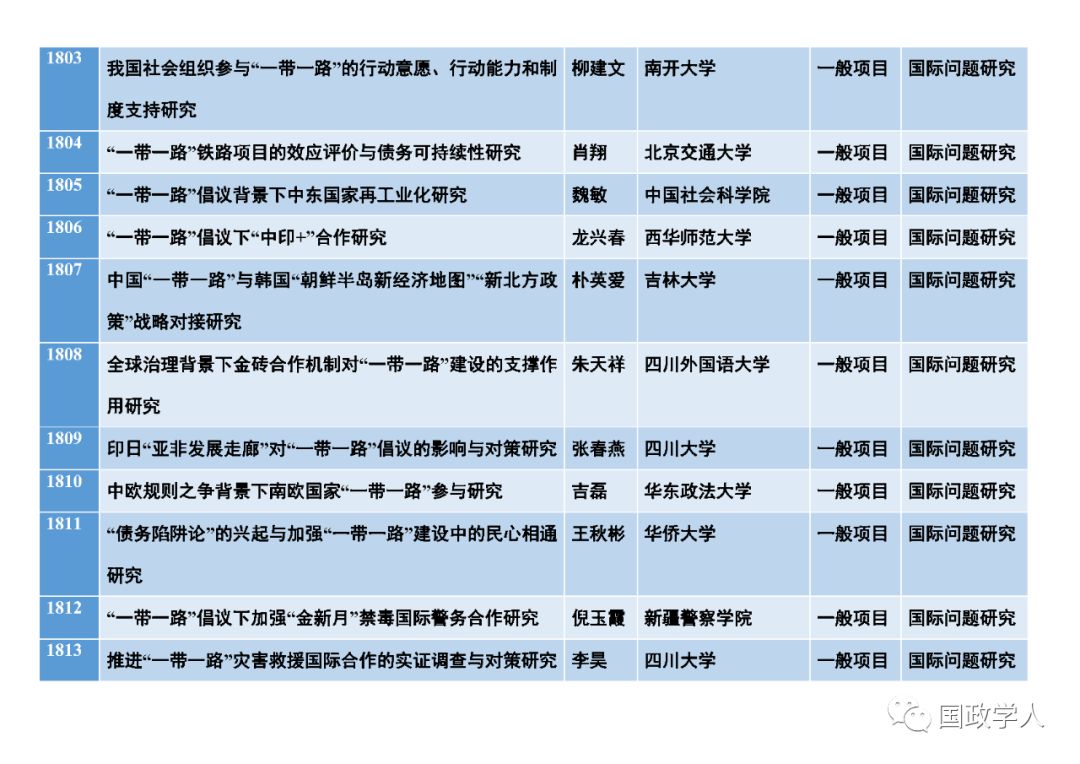 1803 我国社会组织参与“一带一路”的行动意愿、行动能力和制 柳建文 南开大学 一般项目 国际问题研究
度支持研究
1804 “一带一路”铁路项目的效应评价与债务可持续性研究 肖翔 北京交通大学 一般项目 国际问题研究
1805 “一带一路”倡议背景下中东国家再工业化研究 魏敏 中国社会科学院 一般项目 国际问题研究
1806 “一带一路”倡议下“中印+”合作研究 龙兴春 西华师范大学 一般项目 国际问题研究
1807 中国“一带一路”与韩国“朝鲜半岛新经济地图”“新北方政 朴英爱 吉林大学 一般项目 国际问题研究
策”战略对接研究
1808 全球治理背景下金砖合作机制对“一带一路”建设的支撑作 朱天祥 四川外国语大学 一般项目 国际问题研究
用研究
1809 印日“亚非发展走廊”对“一带一路”倡议的影响与对策研究 张春燕 四川大学 一般项目 国际问题研究
1810 中欧规则之争背景下南欧国家“一带一路”参与研究 吉磊 华东政法大学 一般项目 国际问题研究
1811 “债务陷阱论”的兴起与加强“一带一路”建设中的民心相通 王秋彬 华侨大学 一般项目 国际问题研究
研究
1812 “一带一路”倡议下加强“金新月”禁毒国际警务合作研究 倪玉霞 新疆警察学院 一般项目 国际问题研究
1813 推进“一带一路”灾害救援国际合作的实证调查与对策研究 李昊 四川大学 一般项目 国际问题研究
国政学人